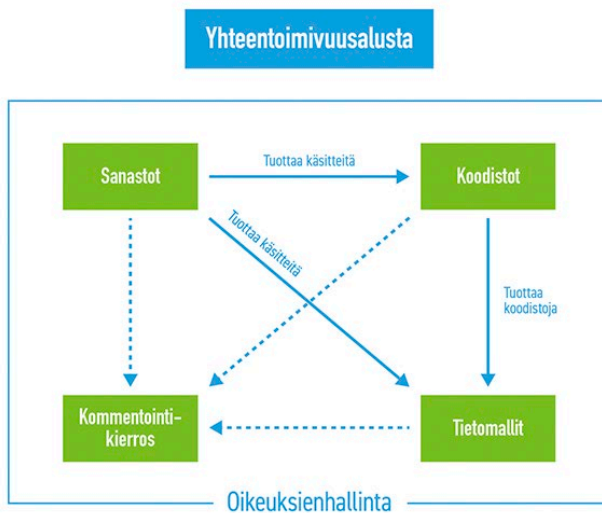 Yhteentoimivuusalusta
Sanastot
Tuottaa käsitteitä
Koodistot
Tuottaa käsitteitä
Tuottaa
koodistoja
Kommentointi-
kierros
Tietomallit
Oikeuksienhallinta